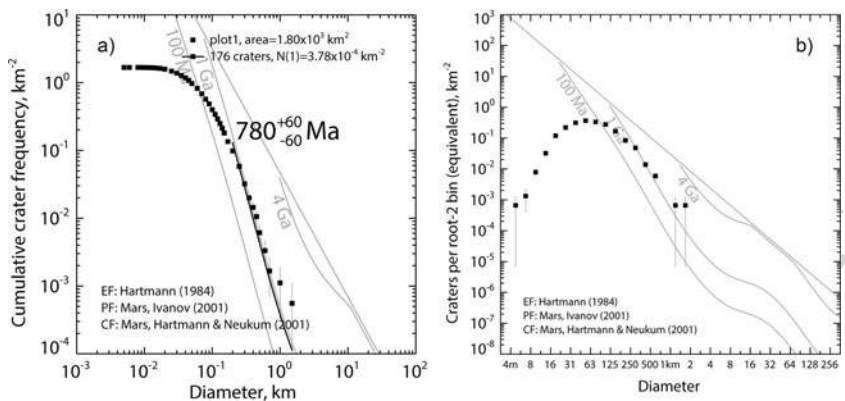 a)
plot1, area=1.80x10³ km²
176 craters, N(1)=3.78x10⁻⁴ km⁻²
100 Ma
1 Ga
4 Ga
780 +60 -60 Ma
EF: Hartmann (1984)
PF: Mars, Ivanov (2001)
CF: Mars, Hartmann & Neukum (2001)
Cumulative crater frequency, km⁻²
10¹
10⁰
10⁻¹
10⁻²
10⁻³
10⁻⁴
10⁻³ 10⁻² 10⁻¹ 10⁰ 10¹ 10²
Diameter, km
b)
100 Ma
1 Ga
4 Ga
EF: Hartmann (1984)
PF: Mars, Ivanov (2001)
CF: Mars, Hartmann & Neukum (2001)
Craters per root-2 bin (equivalent), km⁻²
10³
10²
10¹
10⁰
10⁻¹
10⁻²
10⁻³
10⁻⁴
10⁻⁵
10⁻⁶
10⁻⁷
10⁻⁸
4m 8 16 31 63 125 250 500 1km 2 4 8 16 32 64 128 256
Diameter